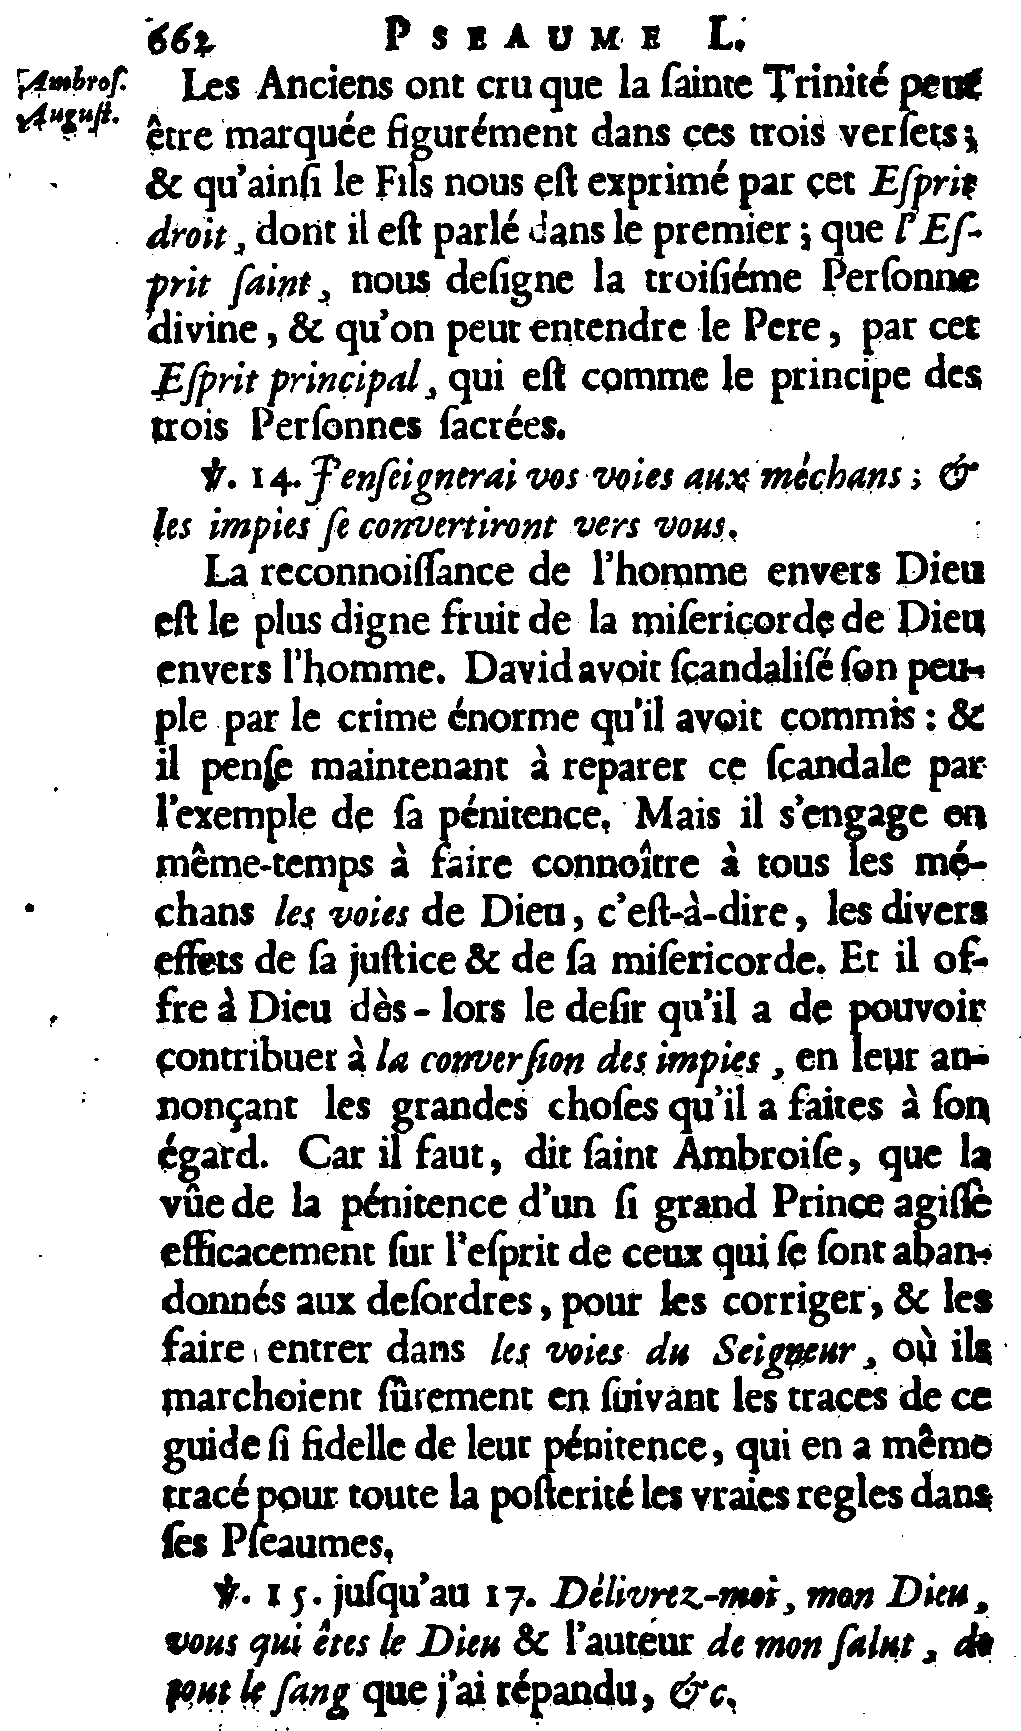 662 PSEAUME L.
Ambroſ.
Auguſt.
Les Anciens ont cru que la ſainte Trinité peut
être marquée figurément dans ces trois verſets;
& qu'ainſi le Fils nous eſt exprimé par cet Eſprit
droit, dont il eſt parlé dans le premier; que l'Eſ-
prit ſaint, nous deſigne la troiſiéme Perſonne
divine, & qu'on peut entendre le Pere, par cet
Eſprit principal, qui eſt comme le principe des
trois Perſonnes ſacrées.
℣. 14. J'enſeignerai vos voies aux méchans; &
les impies ſe convertiront vers vous.
La reconnoiſſance de l'homme envers Dieu
eſt le plus digne fruit de la miſericorde de Dieu
envers l'homme. David avoit ſcandaliſé ſon peu-
ple par le crime énorme qu'il avoit commis: &
il penſe maintenant à reparer ce ſcandale par
l'exemple de ſa pénitence. Mais il s'engage en
même-temps à faire connoître à tous les mé-
chans les voies de Dieu, c'eſt-à-dire, les divers
effets de ſa juſtice & de ſa miſericorde. Et il of-
fre à Dieu dès-lors le deſir qu'il a de pouvoir
contribuer à la converſion des impies, en leur an-
nonçant les grandes choſes qu'il a faites à ſon
égard. Car il faut, dit ſaint Ambroiſe, que la
vûe de la pénitence d'un ſi grand Prince agiſſe
efficacement ſur l'eſprit de ceux qui ſe ſont aban-
donnés aux deſordres, pour les corriger, & les
faire entrer dans les voies du Seigneur, où ils
marchoient ſûrement en ſuivant les traces de ce
guide ſi fidelle de leur pénitence, qui en a même
tracé pour toute la poſterité les vraies regles dans
ſes Pſeaumes.
℣. 15. juſqu'au 17. Délivrez-moi, mon Dieu,
vous qui êtes le Dieu & l'auteur de mon ſalut, de
tout le ſang que j'ai répandu, &c.